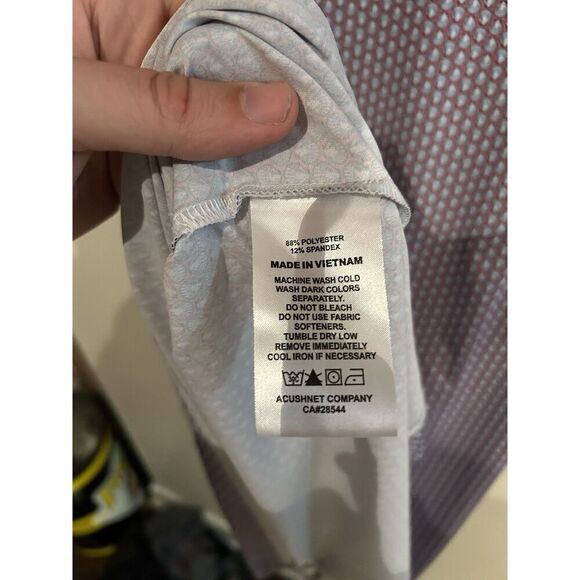 88% POLYESTER
12% SPANDEX
MADE IN VIETNAM
MACHINE WASH COLD
WASH DARK COLORS
SEPARATELY.
DO NOT BLEACH
DO NOT USE FABRIC
SOFTENERS.
TUMBLE DRY LOW
REMOVE IMMEDIATELY
COOL IRON IF NECESSARY
ACUSHNET COMPANY
CA#28544